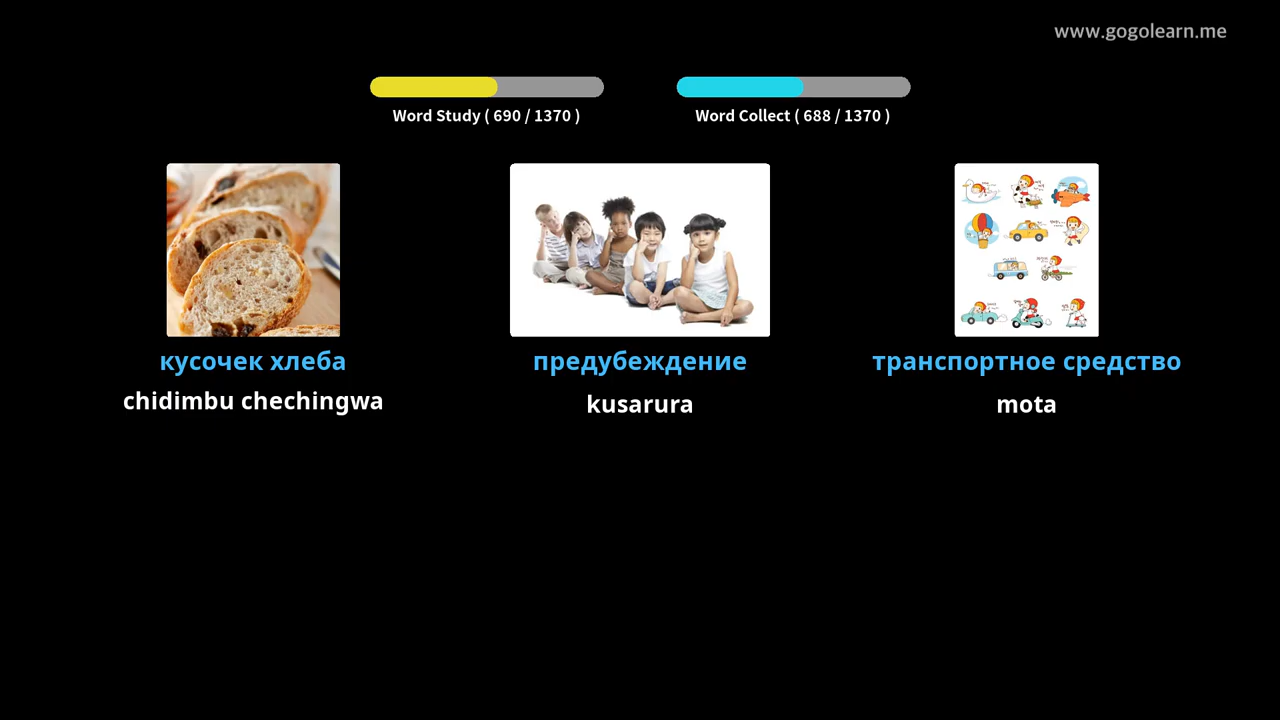 www.gogolearn.me
Word Study ( 690 / 1370 )
Word Collect ( 688 / 1370 )
кусочек хлеба
предубеждение
транспортное средство
chidimbu chechingwa
kusarura
mota